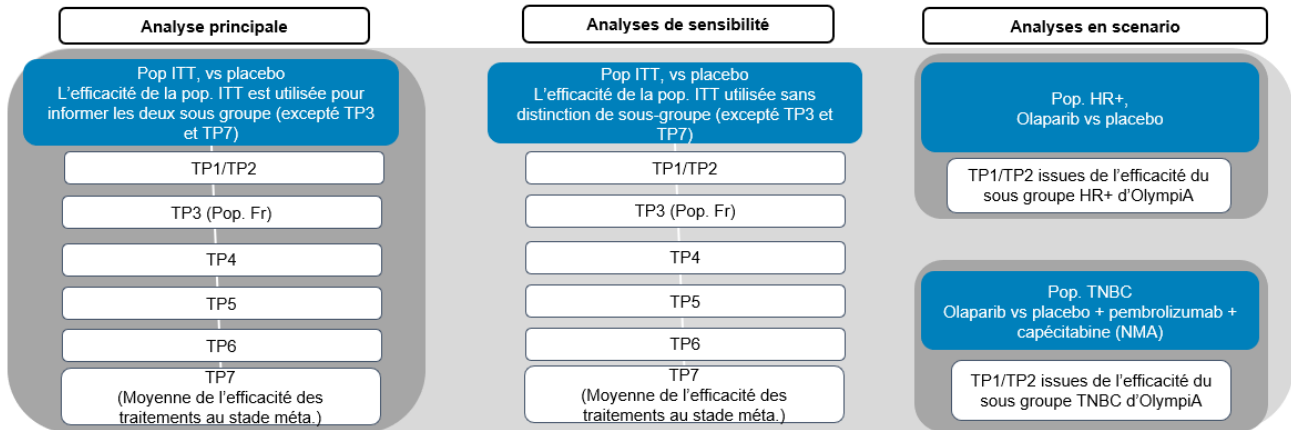 Analyse principale
Pop ITT, vs placebo
L'efficacité de la pop. ITT est utilisée pour
informer les deux sous groupe (excepté TP3
et TP7)
TP1/TP2
TP3 (Pop. Fr)
TP4
TP5
TP6
TP7
(Moyenne de l'efficacité des
traitements au stade méta.)
Analyses de sensibilité
Pop ITT, vs placebo
L'efficacité de la pop. ITT utilisée sans
distinction de sous-groupe (excepté TP3 et
TP7)
TP1/TP2
TP3 (Pop. Fr)
TP4
TP5
TP6
TP7
(Moyenne de l'efficacité des
traitements au stade méta.)
Analyses en scenario
Pop. HR+,
Olaparib vs placebo
TP1/TP2 issues de l'efficacité du
sous groupe HR+ d'OlympiA
Pop. TNBC
Olaparib vs placebo + pembrolizumab +
capécitabine (NMA)
TP1/TP2 issues de l'efficacité du
sous groupe TNBC d'OlympiA